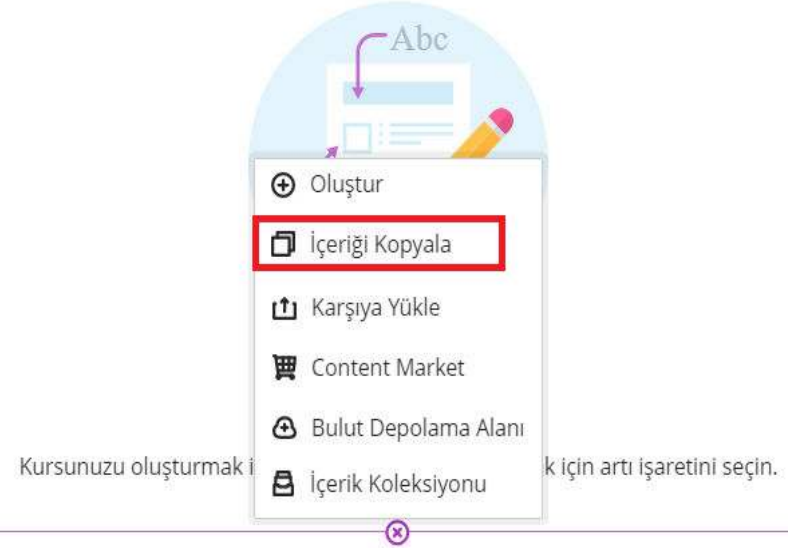 Abc
Oluştur
İçeriği Kopyala
Karşıya Yükle
Content Market
Bulut Depolama Alanı
Kursunuzu oluşturmak i k için artı işaretini seçin.
İçerik Koleksiyonu